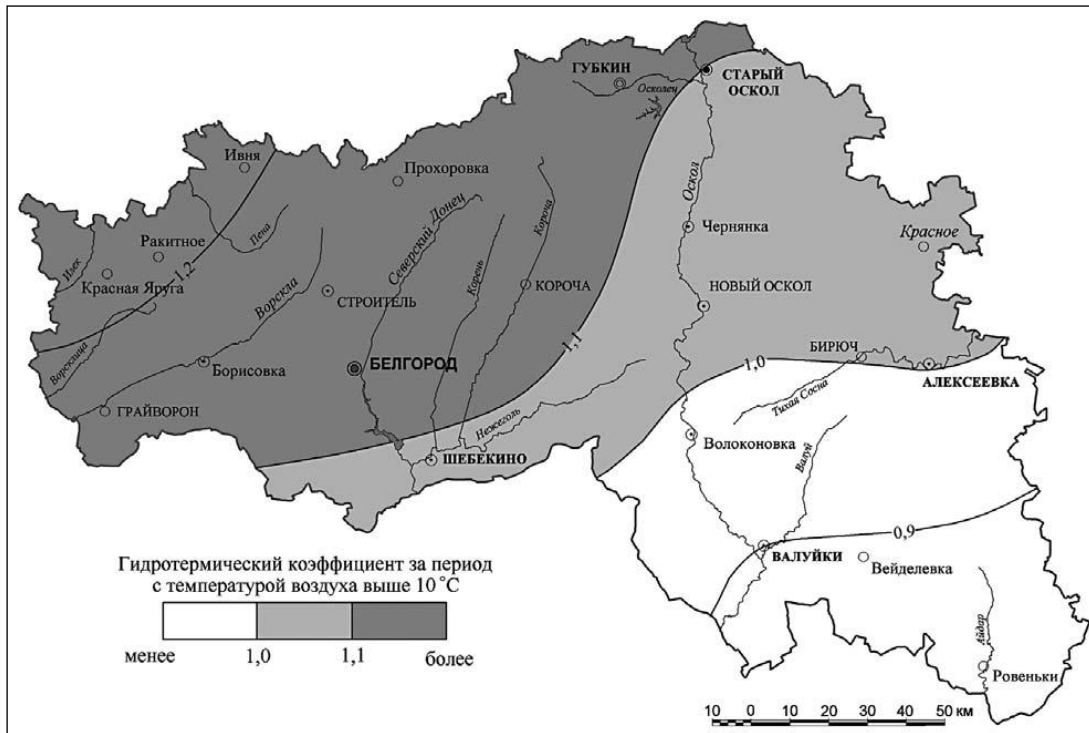 ГУБКИН
СТАРЫЙ
ОСКОЛ
Осколец
Ивня
Прохоровка
Оскол
Северский Донец
Короча
Корень
Пена
Чернянка
Красное
Ракитное
Илек
Красная Яруга
1,2
Ворскла
СТРОИТЕЛЬ
КОРОЧА
НОВЫЙ ОСКОЛ
Ворсклица
1,1
БИРЮЧ
Борисовка
БЕЛГОРОД
1,0
АЛЕКСЕЕВКА
Тихая Сосна
ГРАЙВОРОН
Нежеголь
Волоконовка
Валуй
ШЕБЕКИНО
0,9
ВАЛУЙКИ
Вейделевка
Айдар
Ровеньки
Гидротермический коэффициент за период
с температурой воздуха выше 10 °С
менее 1,0 1,1 более
10 0 10 20 30 40 50 км